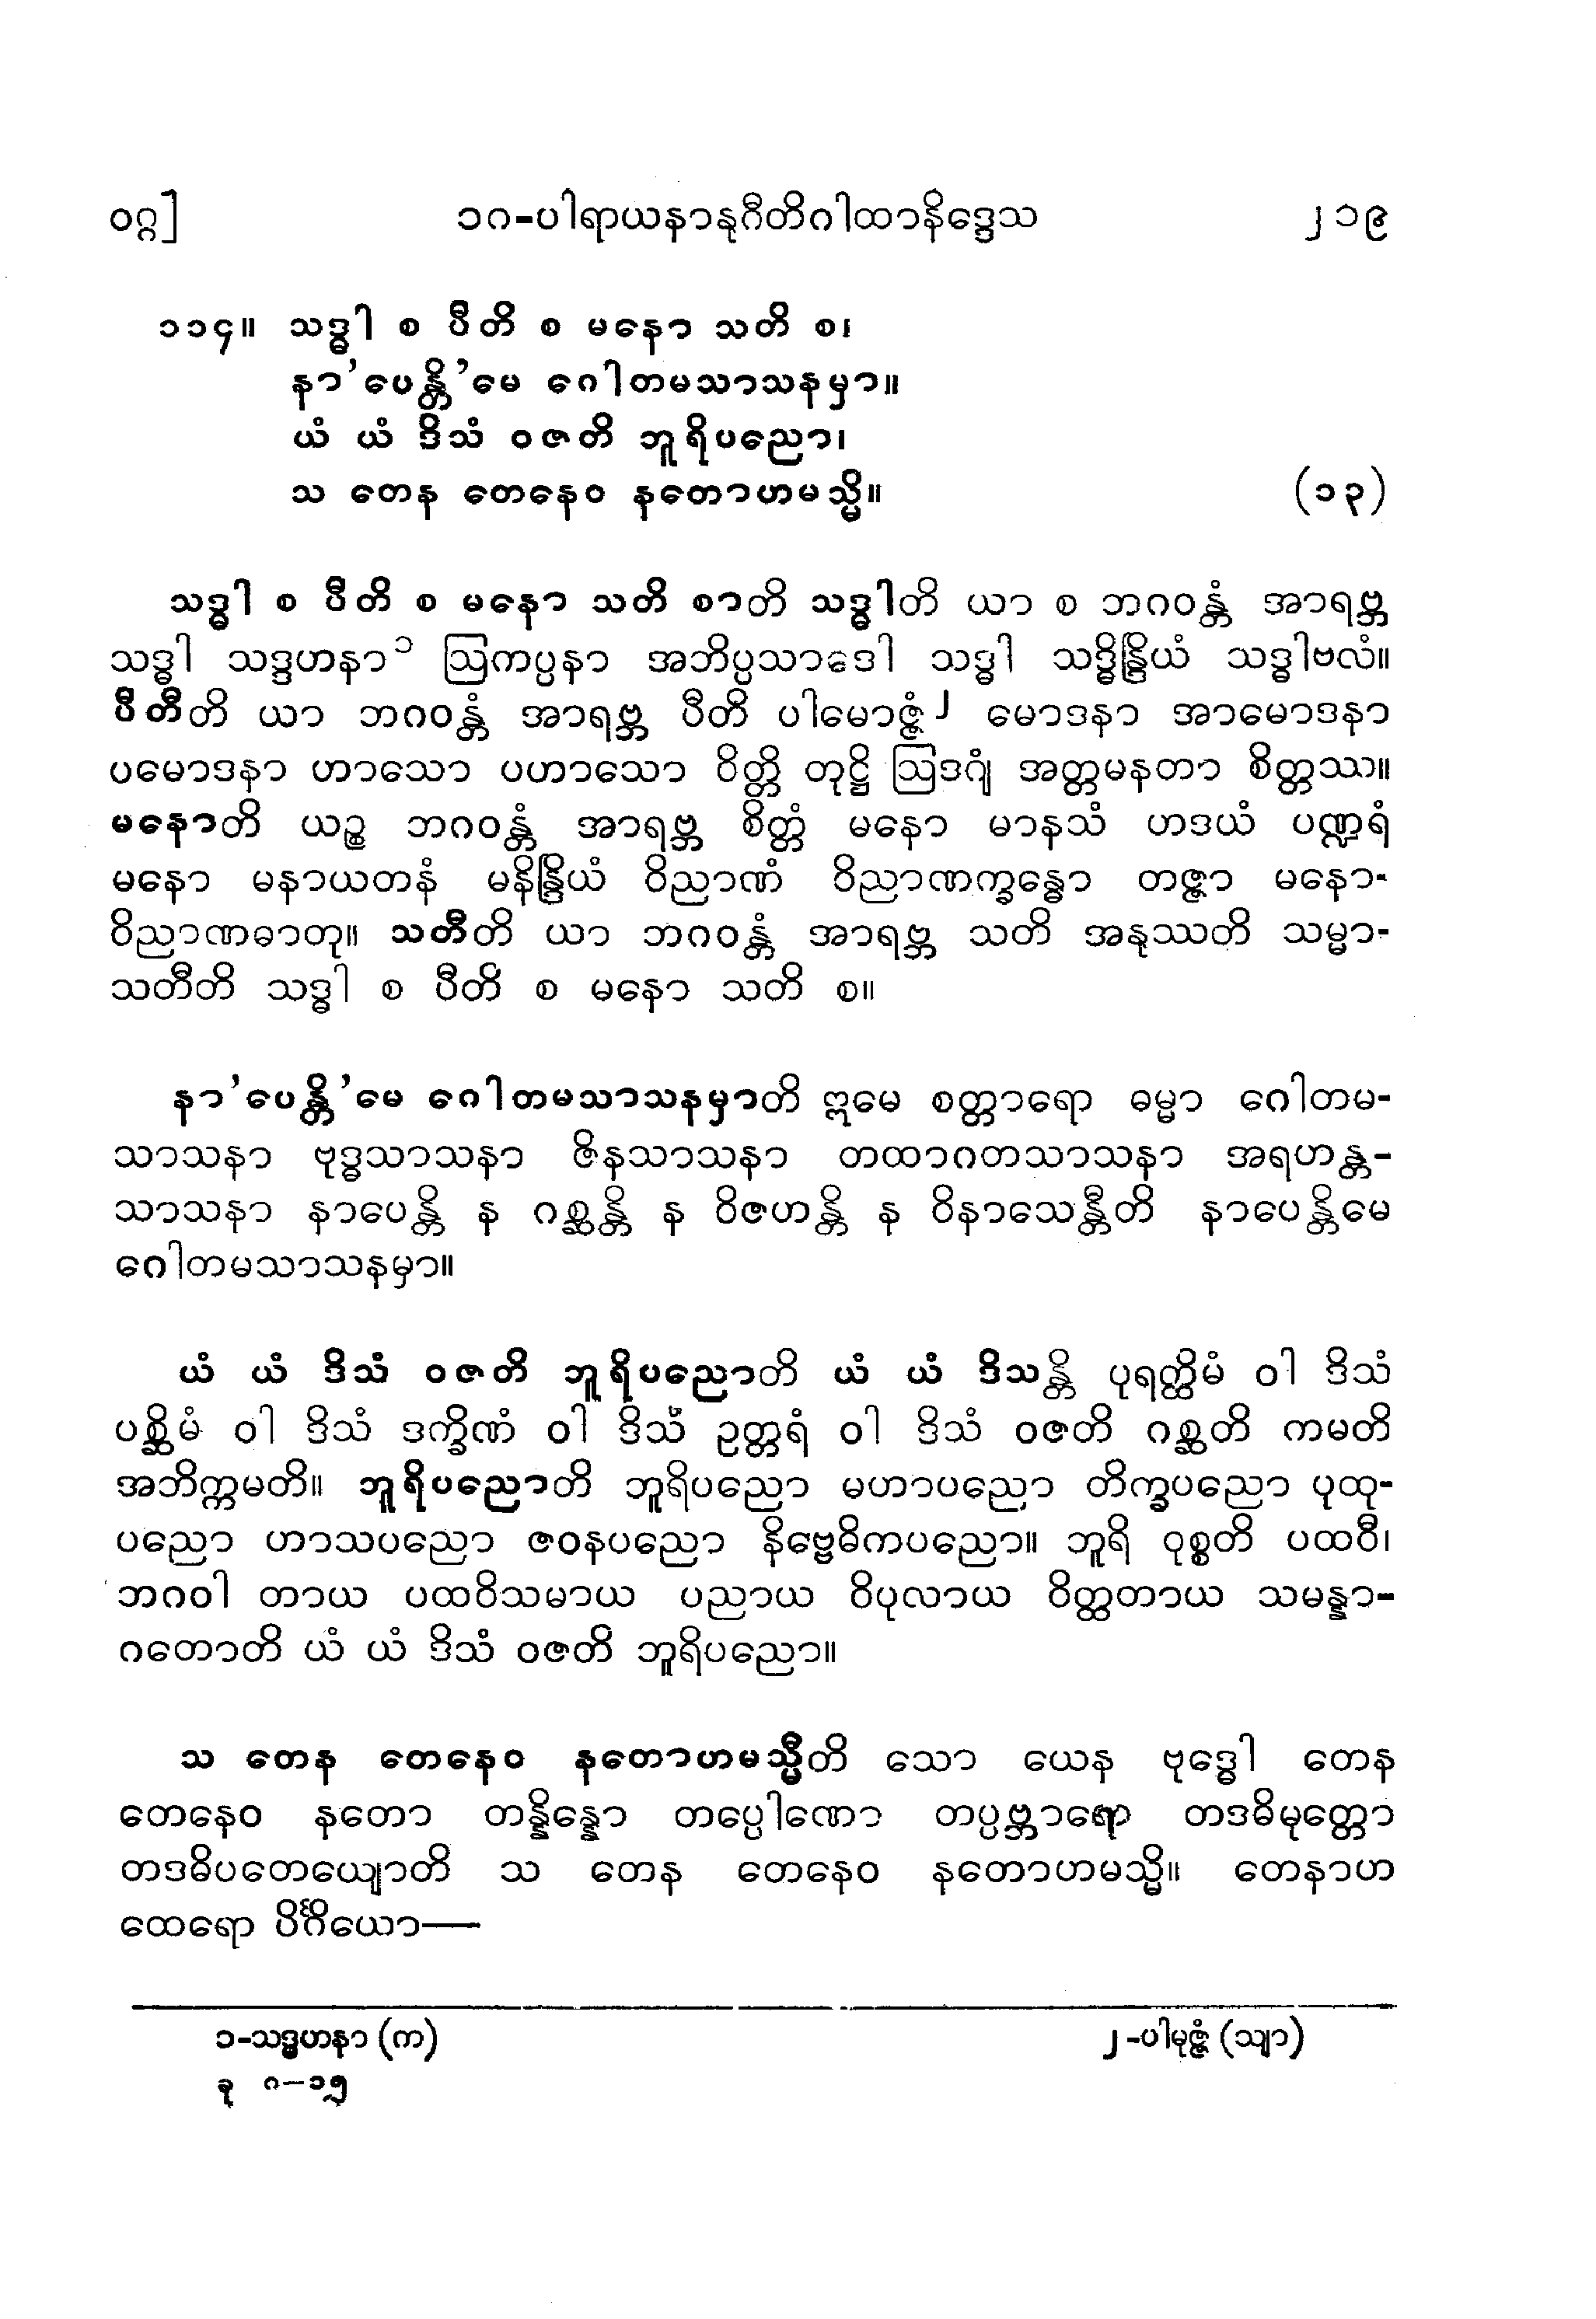 ဝဂ္ဂ]	၁၈-ပါရာယနာနုဂီတိဂါထာနိဒ္ဒေသ	၂၁၉
၁၁၄။ သဒ္ဓါ စ ပီတိ စ မနော သတိ စ၊
နာ'ပေန္တိ'မေ ဂေါတမသာသနမှာ။
ယံ ယံ ဒိသံ ဝဇတိ ဘူရိပညော၊
သ တေန တေနေဝ နတောဟမသ္မိ။	(၁၃)
သဒ္ဓါ စ ပီတိ စ မနော သတိ စာတိ သဒ္ဓါတိ ယာ စ ဘဂဝန္တံ အာရဗ္ဘ
သဒ္ဓါ သဒ္ဒဟနာ၁ ဩကပ္ပနာ အဘိပ္ပသာဒေါ သဒ္ဓါ သဒ္ဓိန္ဒြိယံ သဒ္ဓါဗလံ။
ပီတီတိ ယာ ဘဂဝန္တံ အာရဗ္ဘ ပီတိ ပါမောဇ္ဇံ၂ မောဒနာ အာမောဒနာ
ပမောဒနာ ဟာသော ပဟာသော ဝိတ္တိ တုဋ္ဌိ ဩဒဂျံ အတ္တမနတာ စိတ္တဿ။
မနောတိ ယဉ္စ ဘဂဝန္တံ အာရဗ္ဘ စိတ္တံ မနော မာနသံ ဟဒယံ ပဏ္ဍရံ
မနော မနာယတနံ မနိန္ဒြိယံ ဝိညာဏံ ဝိညာဏက္ခန္ဓော တဇ္ဇာ မနော-
ဝိညာဏဓာတု။ သတီတိ ယာ ဘဂဝန္တံ အာရဗ္ဘ သတိ အနုဿတိ သမ္မာ-
သတီတိ သဒ္ဓါ စ ပီတိ စ မနော သတိ စ။
နာ'ပေန္တိ'မေ ဂေါတမသာသနမှာတိ ဣမေ စတ္တာရော ဓမ္မာ ဂေါတမ-
သာသနာ ဗုဒ္ဓသာသနာ ဇိနသာသနာ တထာဂတသာသနာ အရဟန္တ-
သာသနာ နာပေန္တိ န ဂစ္ဆန္တိ န ဝိဇဟန္တိ န ဝိနာသေန္တီတိ နာပေန္တိမေ
ဂေါတမသာသနမှာ။
ယံ ယံ ဒိသံ ဝဇတိ ဘူရိပညောတိ ယံ ယံ ဒိသန္တိ ပုရတ္ထိမံ ဝါ ဒိသံ
ပစ္ဆိမံ ဝါ ဒိသံ ဒက္ခိဏံ ဝါ ဒိသံ ဥတ္တရံ ဝါ ဒိသံ ဝဇတိ ဂစ္ဆတိ ကမတိ
အဘိက္ကမတိ။ ဘူရိပညောတိ ဘူရိပညော မဟာပညော တိက္ခပညော ပုထု-
ပညော ဟာသပညော ဇဝနပညော နိဗ္ဗေဓိကပညော။ ဘူရိ ဝုစ္စတိ ပထဝီ၊
ဘဂဝါ တာယ ပထဝိသမာယ ပညာယ ဝိပုလာယ ဝိတ္ထတာယ သမန္နာ-
ဂတောတိ ယံ ယံ ဒိသံ ဝဇတိ ဘူရိပညော။
သ တေန တေနေဝ နတောဟမသ္မီတိ သော ယေန ဗုဒ္ဓေါ တေန
တေနေဝ နတော တန္နိန္နော တပ္ပေါဏော တပ္ပဗ္ဘာရော တဒဓိမုတ္တော
တဒဓိပတေယျောတိ သ တေန တေနေဝ နတောဟမသ္မိ။ တေနာဟ
ထေရော ပိင်္ဂိယော—
၁-သဒ္ဓဟနာ (က)	၂-ပါမုဇ္ဇံ (သျာ)
ခု ဂ—၁၅